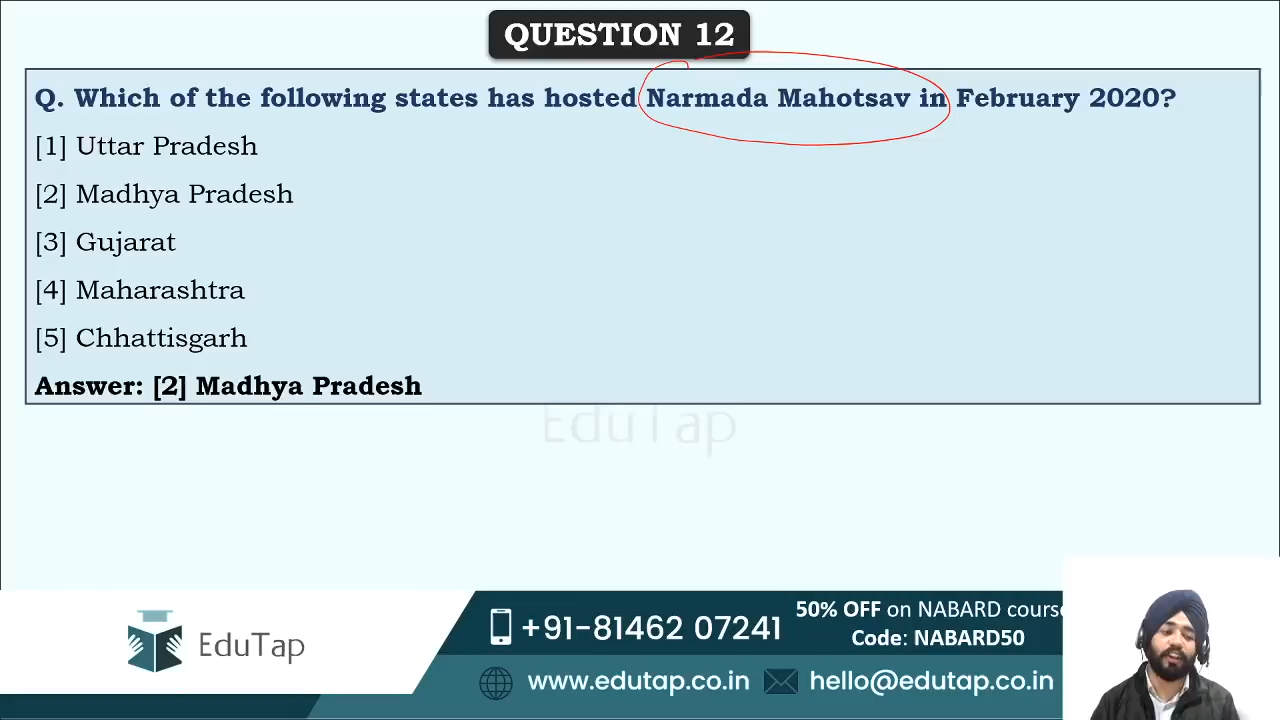 QUESTION 12
Q. Which of the following states has hosted Narmada Mahotsav in February 2020?
[1] Uttar Pradesh
[2] Madhya Pradesh
[3] Gujarat
[4] Maharashtra
[5] Chhattisgarh
Answer: [2] Madhya Pradesh
EduTap
EduTap
+91-81462 07241
50% OFF on NABARD course
Code: NABARD50
www.edutap.co.in
hello@edutap.co.in